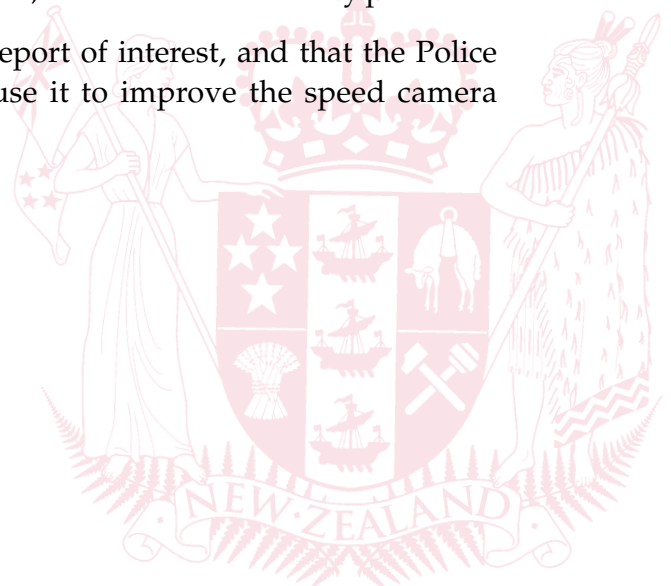 eport of interest, and that the Police
use it to improve the speed camera
NEW·ZEALAND